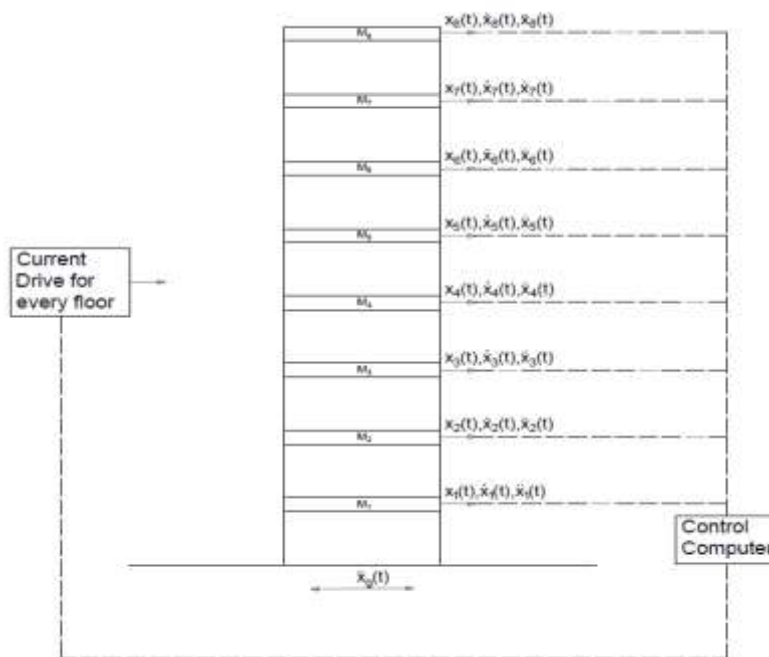 x₈(t),ẋ₈(t),ẍ₈(t)
M₈
x₇(t),ẋ₇(t),ẍ₇(t)
M₇
x₆(t),ẋ₆(t),ẍ₆(t)
M₆
x₅(t),ẋ₅(t),ẍ₅(t)
M₅
Current
Drive for
every floor
x₄(t),ẋ₄(t),ẍ₄(t)
M₄
x₃(t),ẋ₃(t),ẍ₃(t)
M₃
x₂(t),ẋ₂(t),ẍ₂(t)
M₂
x₁(t),ẋ₁(t),ẍ₁(t)
M₁
Control
Computer
ẍg(t)